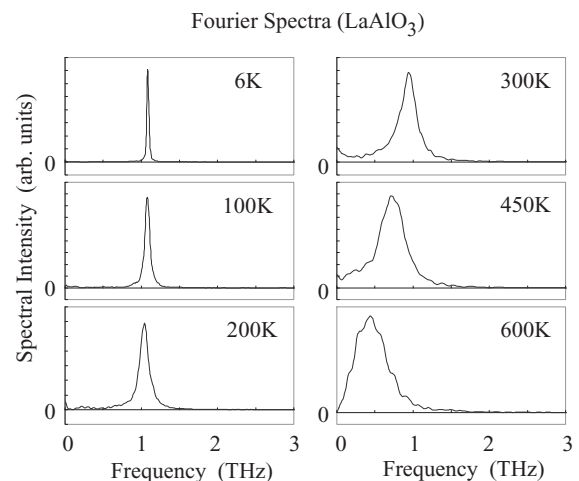 Fourier Spectra (LaAlO3)
Spectral Intensity (arb. units)
6K
0
100K
0
200K
0
0 1 2 3
Frequency (THz)
300K
0
450K
0
600K
0
0 1 2 3
Frequency (THz)